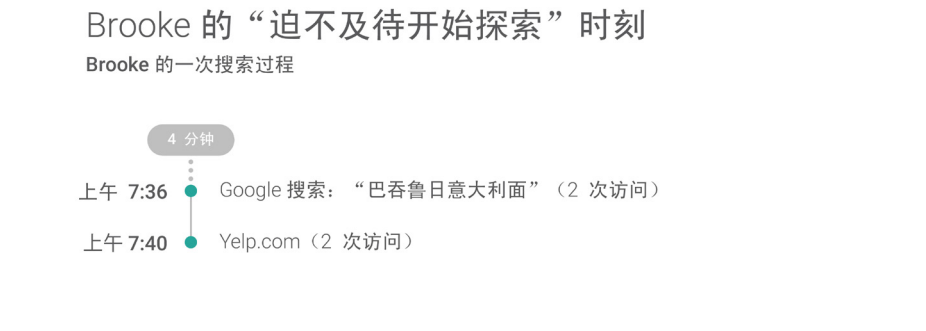 Brooke 的“迫不及待开始探索”时刻
Brooke 的一次搜索过程
4 分钟
上午 7:36 Google 搜索：“巴吞鲁日意大利面”（2 次访问）
上午 7:40 Yelp.com（2 次访问）